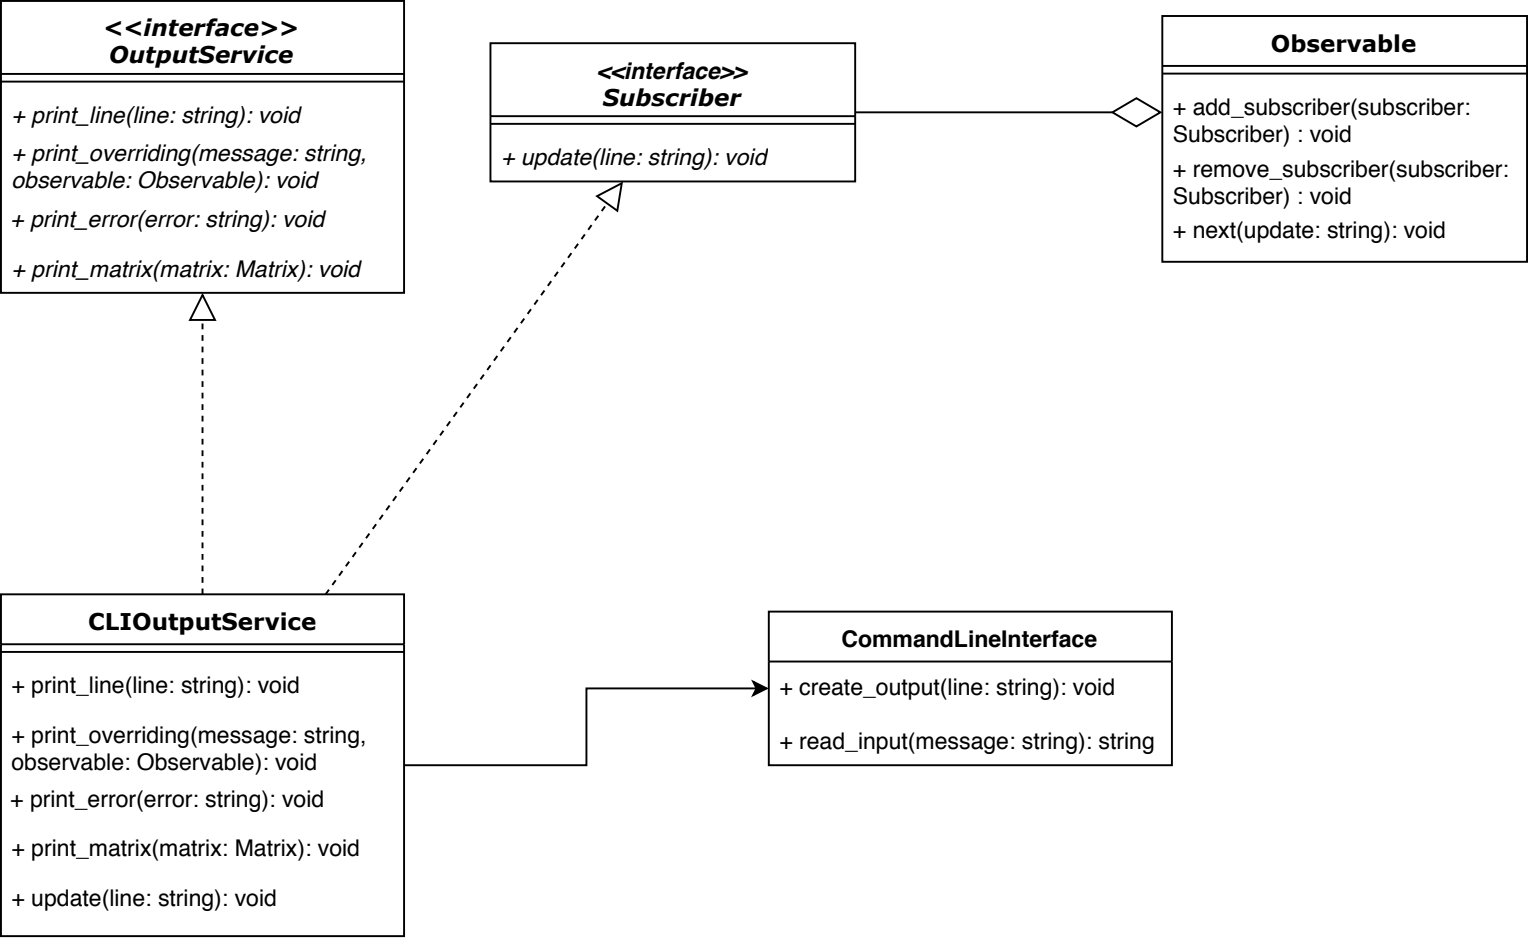 <<interface>>
OutputService
+ print_line(line: string): void
+ print_overriding(message: string,
observable: Observable): void
+ print_error(error: string): void
+ print_matrix(matrix: Matrix): void
<<interface>>
Subscriber
+ update(line: string): void
Observable
+ add_subscriber(subscriber:
Subscriber) : void
+ remove_subscriber(subscriber:
Subscriber) : void
+ next(update: string): void
CLIOutputService
+ print_line(line: string): void
+ print_overriding(message: string,
observable: Observable): void
+ print_error(error: string): void
+ print_matrix(matrix: Matrix): void
+ update(line: string): void
CommandLineInterface
+ create_output(line: string): void
+ read_input(message: string): string